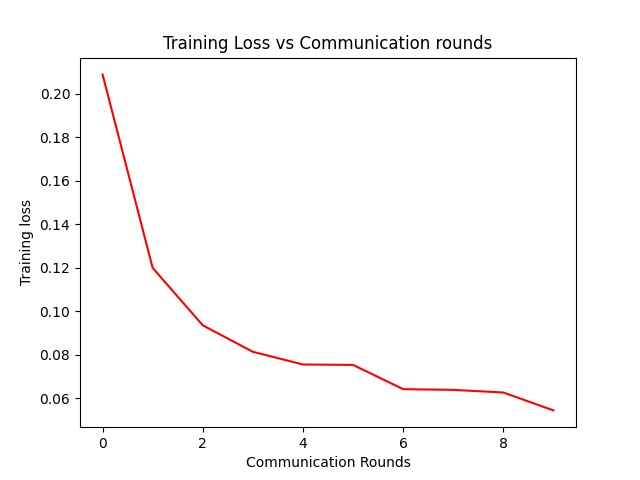 Training Loss vs Communication rounds
0.20
0.18
0.16
0.14
0.12
0.10
0.08
0.06
Training loss
0 2 4 6 8
Communication Rounds